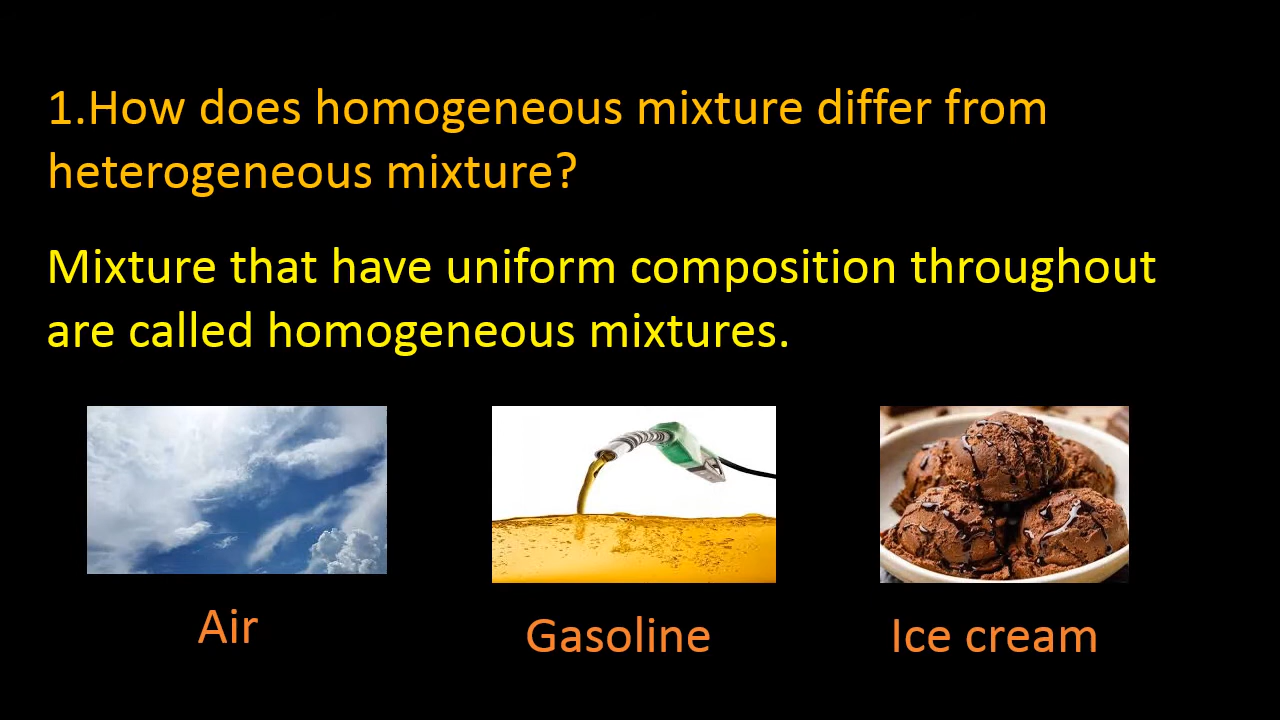 1.How does homogeneous mixture differ from
heterogeneous mixture?
Mixture that have uniform composition throughout
are called homogeneous mixtures.
Air
Gasoline
Ice cream